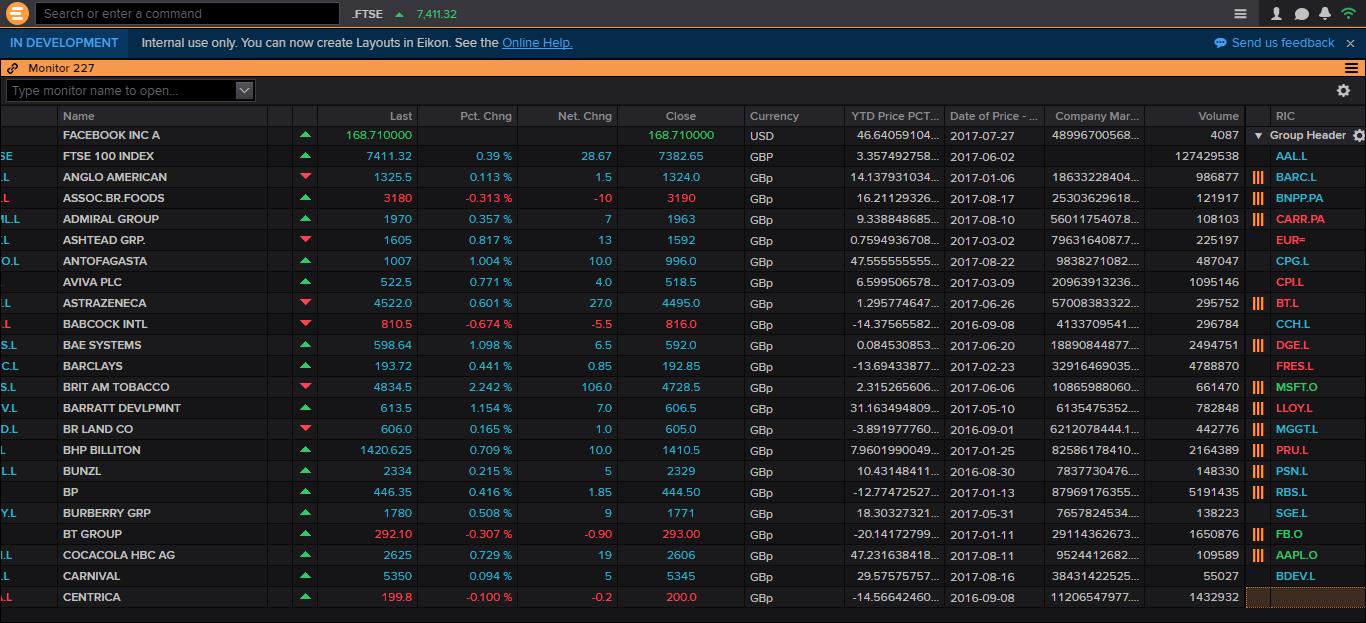 Search or enter a command .FTSE 7,411.32
IN DEVELOPMENT Internal use only. You can now create Layouts in Eikon. See the Online Help. Send us feedback
Monitor 227
Type monitor name to open...
Name Last Pct. Chng Net. Chng Close Currency YTD Price PCT... Date of Price - ... Company Mar... Volume RIC
FACEBOOK INC A 168.710000 168.710000 USD 46.64059104... 2017-07-27 48996700568... 4087 Group Header
SE FTSE 100 INDEX 7411.32 0.39 % 28.67 7382.65 GBP 3.357492758... 2017-06-02 127429538 AAL.L
.L ANGLO AMERICAN 1325.5 0.113 % 1.5 1324.0 GBp 14.137931034... 2017-01-06 18633228404... 986877 BARC.L
.L ASSOC.BR.FOODS 3180 -0.313 % -10 3190 GBp 16.21129326... 2017-08-17 25303629618... 121917 BNPP.PA
ML.L ADMIRAL GROUP 1970 0.357 % 7 1963 GBp 9.338848685... 2017-08-10 5601175407.8... 108103 CARR.PA
.L ASHTEAD GRP. 1605 0.817 % 13 1592 GBp 0.7594936708... 2017-03-02 79631640877... 225197 EUR=
O.L ANTOFAGASTA 1007 1.004 % 10.0 996.0 GBp 47.555555555... 2017-08-22 9838271082.... 487047 CPG.L
AVIVA PLC 522.5 0.771 % 4.0 518.5 GBp 6.599506578... 2017-03-09 20963913236... 1095146 CPI.L
.L ASTRAZENECA 4522.0 0.601 % 27.0 4495.0 GBp 1.295774647... 2017-06-26 57008383322... 295752 BT.L
.L BABCOCK INTL 810.5 -0.674 % -5.5 816.0 GBp -14.37565582... 2016-09-08 4133709541.... 296784 CCH.L
S.L BAE SYSTEMS 598.64 1.098 % 6.5 592.0 GBp 0.084530853... 2017-06-20 18890844877... 2494751 DGE.L
C.L BARCLAYS 193.72 0.441 % 0.85 192.85 GBp -13.69433877... 2017-02-23 32916469035... 4788870 FRES.L
S.L BRIT AM TOBACCO 4834.5 2.242 % 106.0 4728.5 GBp 2.315265606... 2017-06-06 10865988060... 661470 MSFT.O
V.L BARRATT DEVLPMNT 613.5 1.154 % 7.0 606.5 GBp 31.163494809... 2017-05-10 6135475352.... 782848 LLOY.L
D.L BR LAND CO 606.0 0.165 % 1.0 605.0 GBp -3.891977760... 2016-09-01 6212078444.1... 442776 MGGT.L
.L BHP BILLITON 1420.625 0.709 % 10.0 1410.5 GBp 7.9601990049... 2017-01-25 82586178410... 2164389 PRU.L
L.L BUNZL 2334 0.215 % 5 2329 GBp 10.43148411... 2016-08-30 7837730476.... 148330 PSN.L
BP 446.35 0.416 % 1.85 444.50 GBp -12.77472527... 2017-01-13 87969176355... 5191435 RBS.L
Y.L BURBERRY GRP 1780 0.508 % 9 1771 GBp 18.30327321... 2017-05-31 7657824534.... 138223 SGE.L
BT GROUP 292.10 -0.307 % -0.90 293.00 GBp -20.14172799... 2017-01-11 29114362673... 1650876 FB.O
.L COCACOLA HBC AG 2625 0.729 % 19 2606 GBp 47.231638418... 2017-08-11 9524412682.... 109589 AAPL.O
.L CARNIVAL 5350 0.094 % 5 5345 GBp 29.57575757... 2017-08-16 38431422525... 55027 BDEV.L
.L CENTRICA 199.8 -0.100 % -0.2 200.0 GBp -14.56642460... 2016-09-08 11206547977.... 1432932